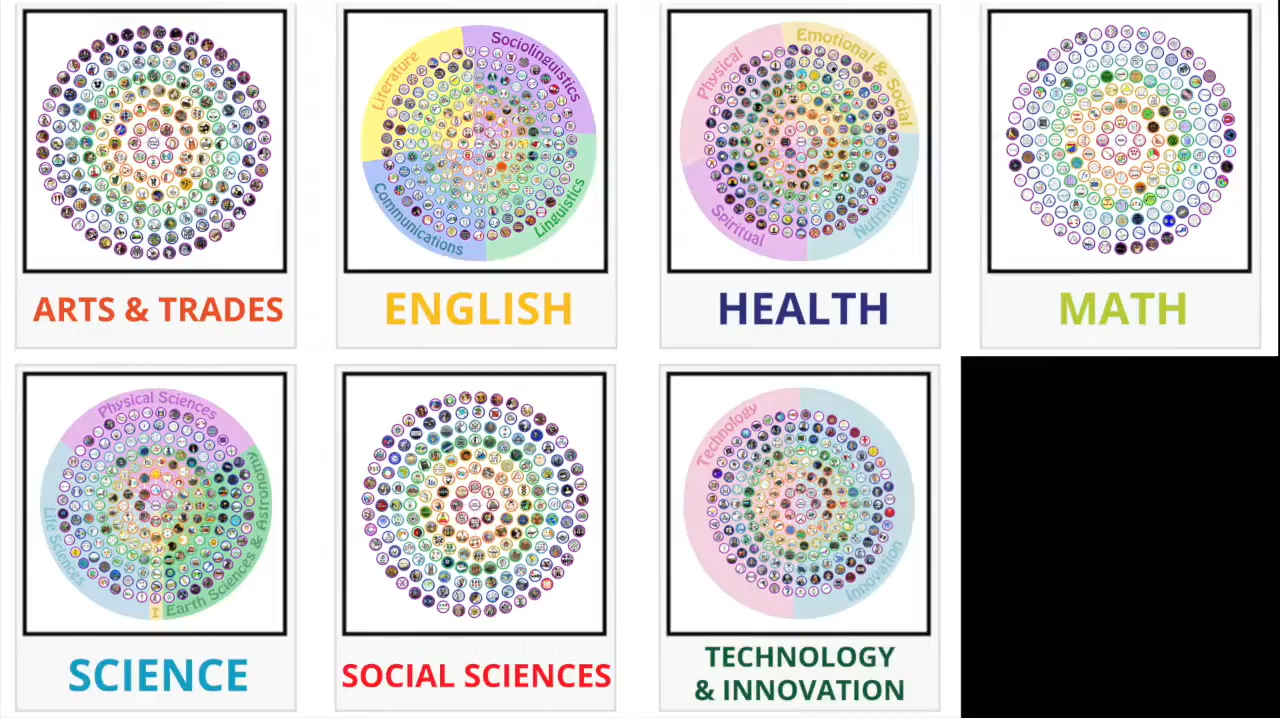 Literature
Sociolinguistics
Communications
Linguistics
Physical
Emotional & Social
Spiritual
Nutritional
ARTS & TRADES
ENGLISH
HEALTH
MATH
Physical Sciences
Life Sciences
I
Earth Sciences & Astronomy
Technology
Innovation
SCIENCE
SOCIAL SCIENCES
TECHNOLOGY
& INNOVATION